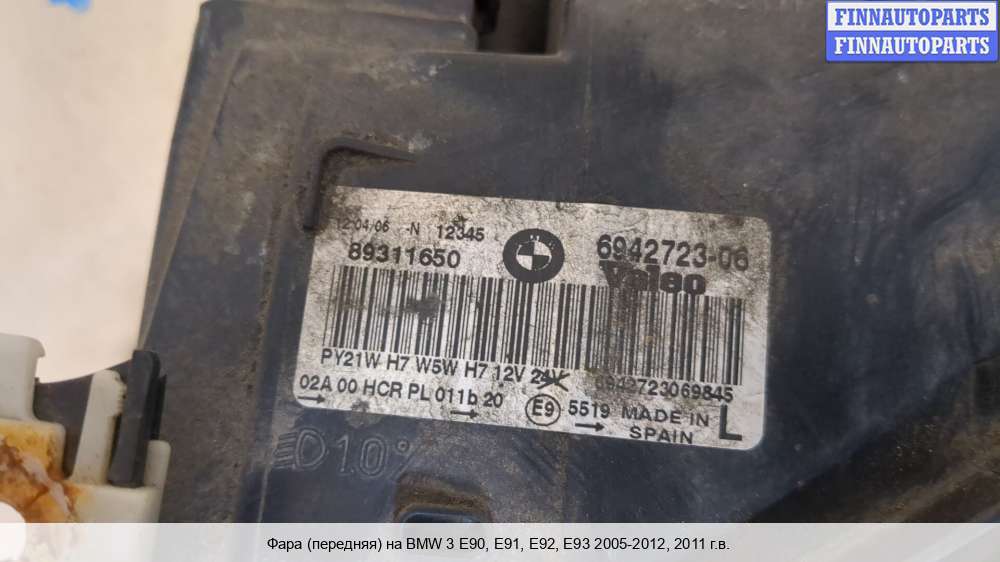 FINNAUTOPARTS
FINNAUTOPARTS
12/04/06 -N 12345
89311650
6942723-06
Valeo
PY21W H7 W5W H7 12V 24V
6942723069845
02A 00 HCR PL 011b 20
E9 5519 MADE IN
SPAIN
L
10°
Фара (передняя) на BMW 3 E90, E91, E92, E93 2005-2012, 2011 г.в.